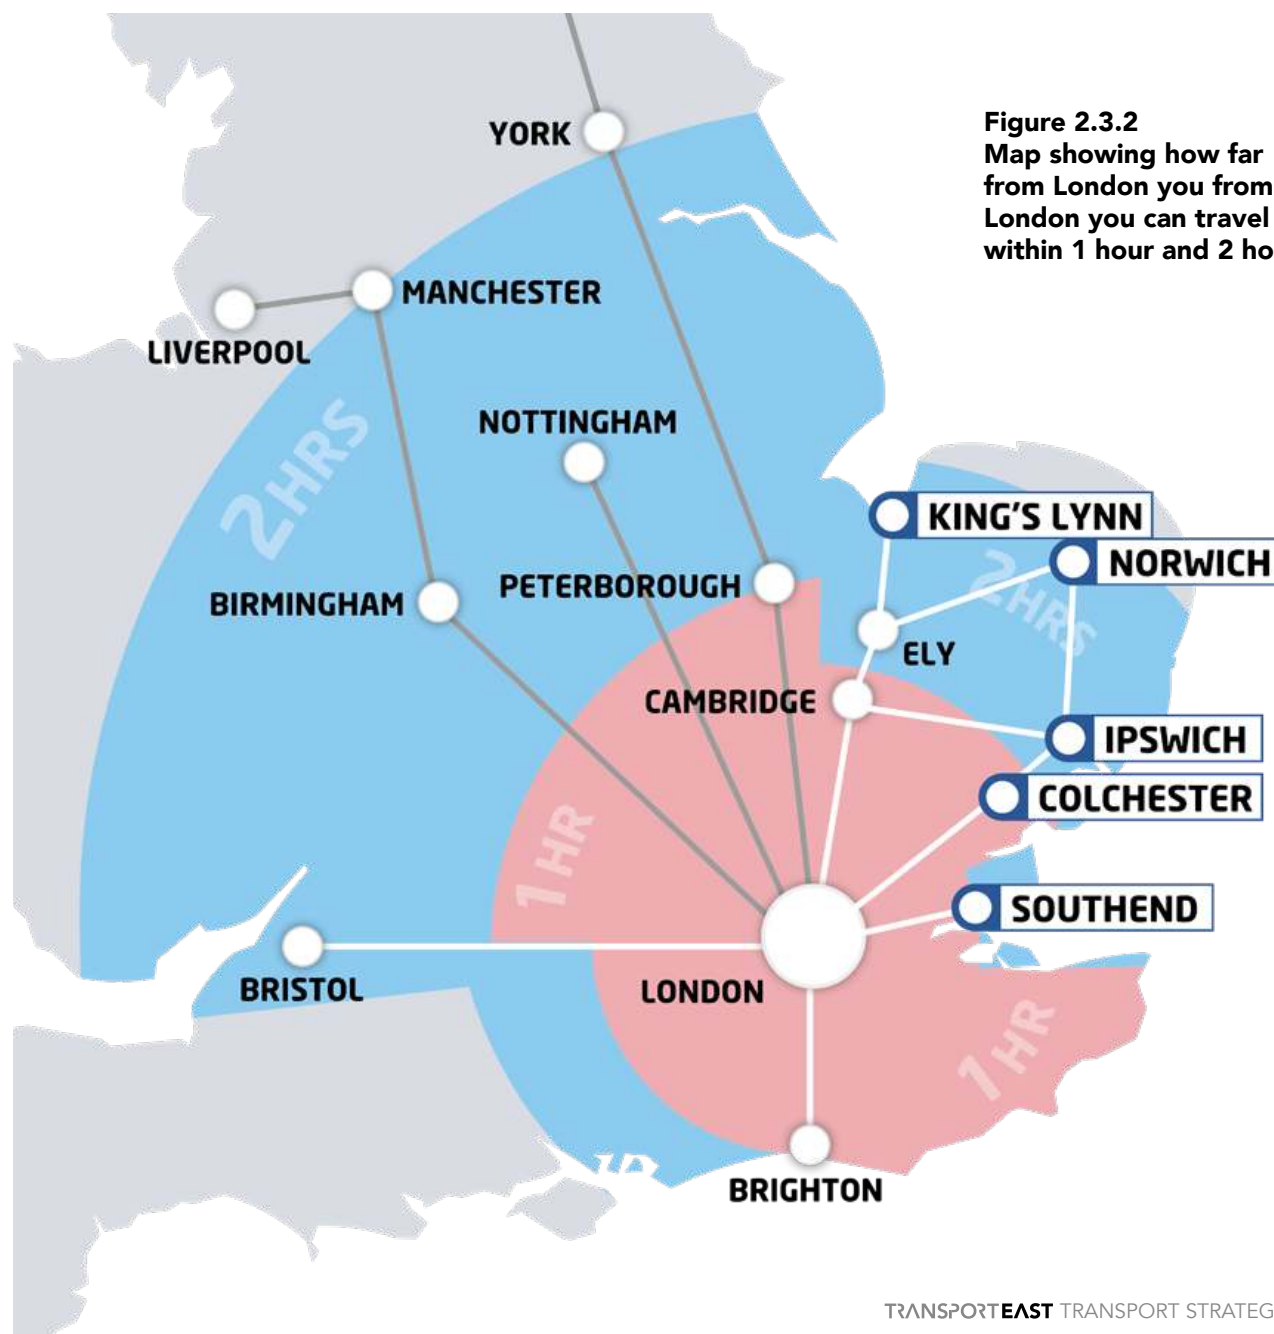 YORK
Figure 2.3.2
Map showing how far
from London you from
London you can travel
within 1 hour and 2 ho
MANCHESTER
LIVERPOOL
2HRS
NOTTINGHAM
KING'S LYNN
NORWICH
PETERBOROUGH
2HRS
BIRMINGHAM
ELY
CAMBRIDGE
IPSWICH
COLCHESTER
1HR
SOUTHEND
BRISTOL
LONDON
1HR
BRIGHTON
TRANSPORTEAST TRANSPORT STRATEG